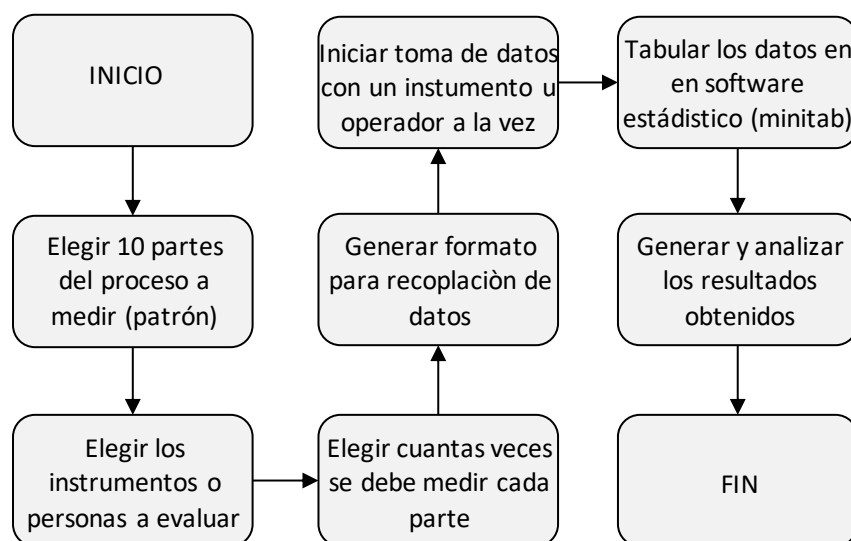 INICIO
Elegir 10 partes
del proceso a
medir (patrón)
Elegir los
instrumentos o
personas a evaluar
Elegir cuantas veces
se debe medir cada
parte
Generar formato
para recoplaciòn de
datos
Iniciar toma de datos
con un instumento u
operador a la vez
Tabular los datos en
en software
estádistico (minitab)
Generar y analizar
los resultados
obtenidos
FIN